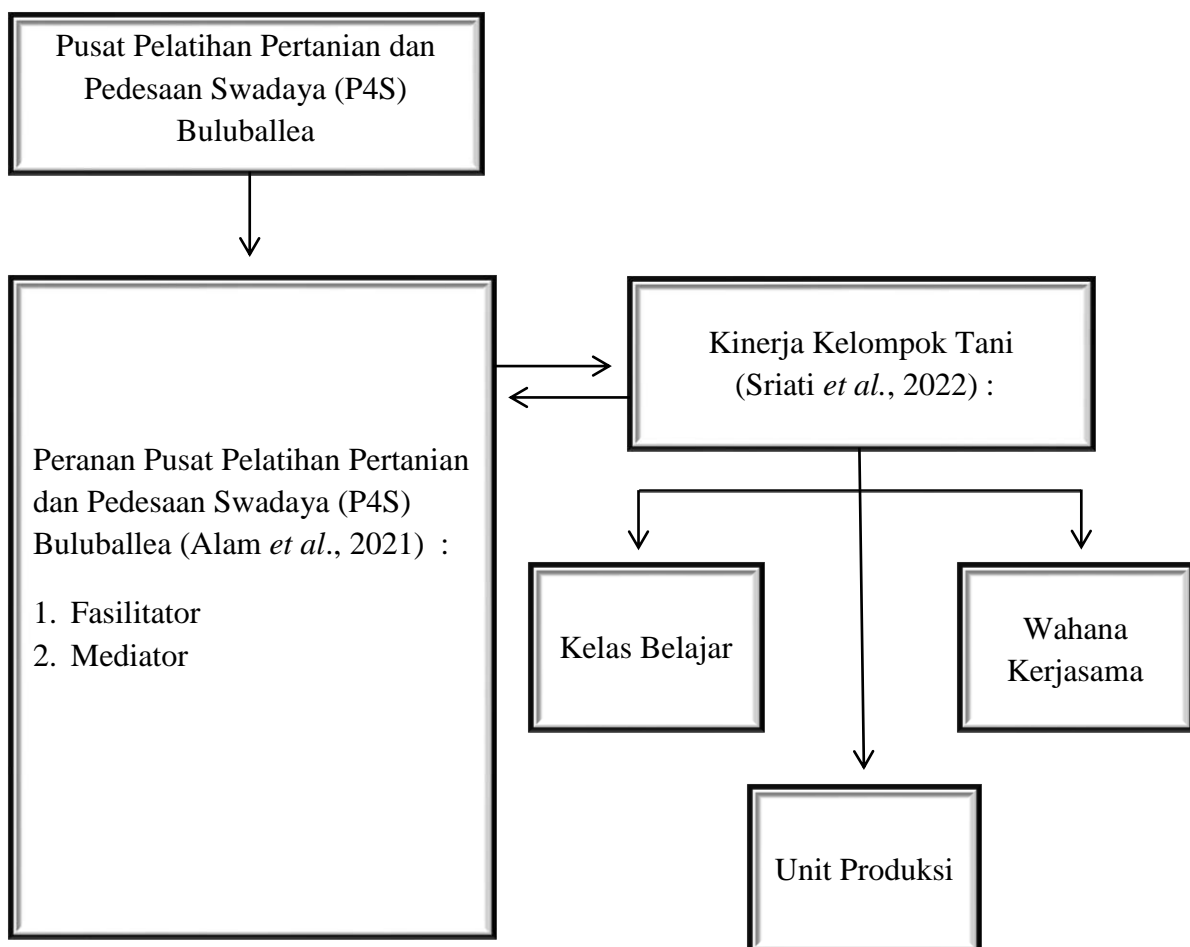 Pusat Pelatihan Pertanian dan
Pedesaan Swadaya (P4S)
Buluballea
Peranan Pusat Pelatihan Pertanian
dan Pedesaan Swadaya (P4S)
Buluballea (Alam et al., 2021)  :
1. Fasilitator
2. Mediator
Kinerja Kelompok Tani
(Sriati et al., 2022) :
Kelas Belajar
Wahana
Kerjasama
Unit Produksi